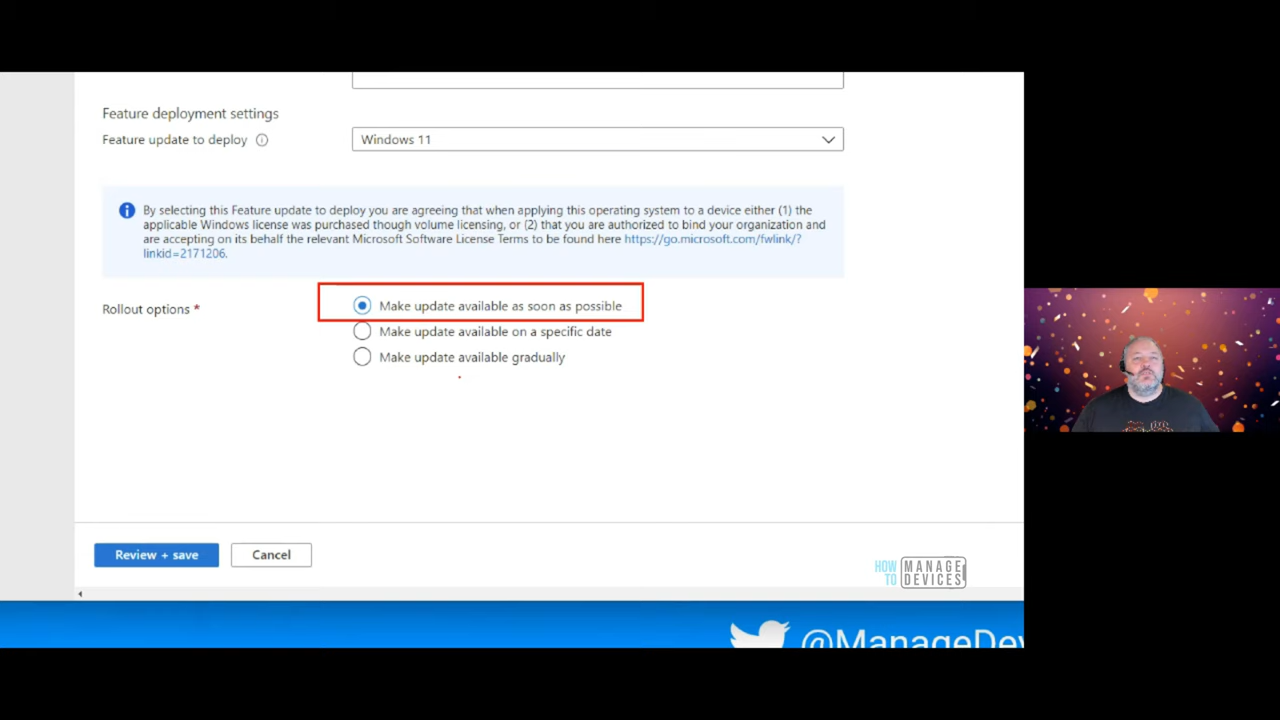 Feature deployment settings
Feature update to deploy
Windows 11
By selecting this Feature update to deploy you are agreeing that when applying this operating system to a device either (1) the
applicable Windows license was purchased though volume licensing, or (2) that you are authorized to bind your organization and
are accepting on its behalf the relevant Microsoft Software License Terms to be found here https://go.microsoft.com/fwlink/?
linkid=2171206.
Rollout options *
Make update available as soon as possible
Make update available on a specific date
Make update available gradually
Review + save
Cancel
HOW TO
MANAGE
DEVICES
@ManageDev